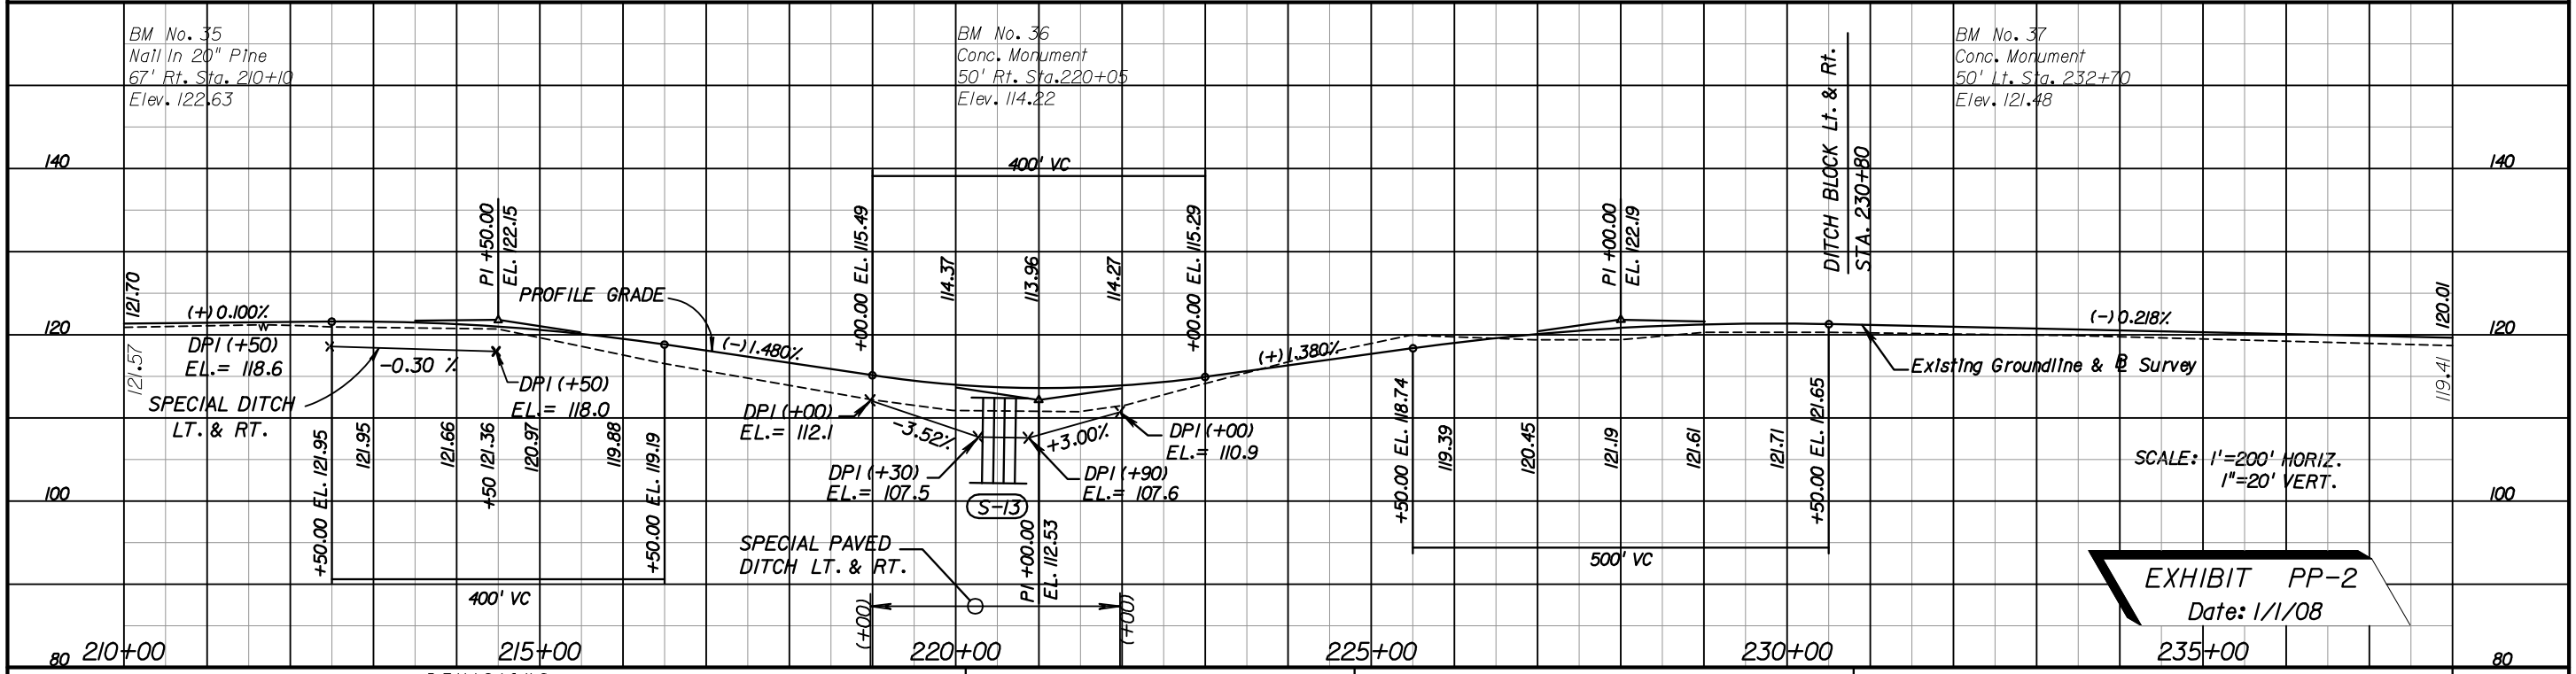 BM No. 35
Nail In 20" Pine
67' Rt. Sta. 210+10
Elev. 122.63
BM No. 36
Conc. Monument
50' Rt. Sta.220+05
Elev. 114.22
BM No. 37
Conc. Monument
50' Lt. Sta. 232+70
Elev. 121.48
DITCH BLOCK Lt. & Rt.
STA. 230+80
140
140
400' VC
PI +50.00
EL. 122.15
+00.00 EL. 115.49
114.37
113.96
114.27
+00.00 EL. 115.29
PI +00.00
EL. 122.19
121.70
120.01
PROFILE GRADE
(+) 0.100%
(-) 0.218%
120
120
DPI (+50)
EL.= 118.6
(-) 1.480%
(+) 1.380%
121.57
-0.30 %
Existing Groundline & ℄ Survey
119.41
DPI (+50)
EL.= 118.0
SPECIAL DITCH
LT. & RT.
DPI (+00)
EL.= 112.1
-3.52%
+3.00%
DPI (+00)
EL.= 110.9
+50.00 EL. 121.95
121.95
121.66
+50 121.36
120.97
119.88
+50.00 EL. 119.19
+50.00 EL. 118.74
119.39
120.45
121.19
121.61
121.71
+50.00 EL. 121.65
DPI (+30)
EL.= 107.5
DPI (+90)
EL.= 107.6
SCALE: 1'=200' HORIZ.
1"=20' VERT.
100
100
S-13
PI +00.00
EL. 112.53
SPECIAL PAVED
DITCH LT. & RT.
500' VC
400' VC
(+00)
(+00)
EXHIBIT PP-2
Date: 1/1/08
80
210+00
215+00
220+00
225+00
230+00
235+00
80